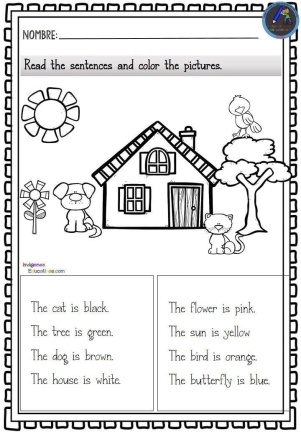 NOMBRE:
Read the sentences and color the pictures.
Imágenes
Educativas.com
The cat is black.
The tree is green.
The dog is brown.
The house is white.
The flower is pink.
The sun is yellow
The bird is orange.
The butterfly is blue.